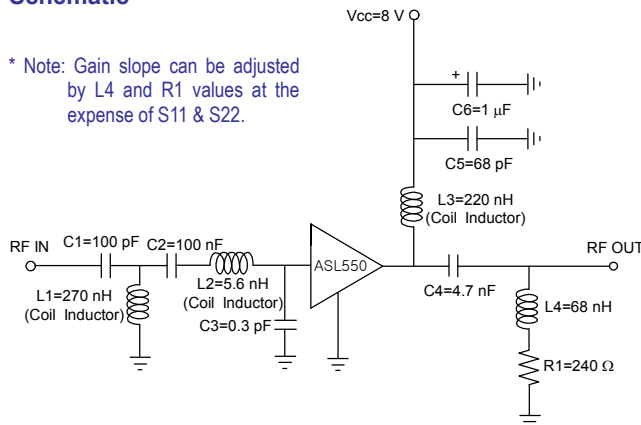 Schematic
Vcc=8 V
* Note: Gain slope can be adjusted
by L4 and R1 values at the
expense of S11 & S22.
+
C6=1 μF
C5=68 pF
L3=220 nH
(Coil Inductor)
RF IN
C1=100 pF
C2=100 nF
ASL550
RF OUT
L1=270 nH
(Coil Inductor)
L2=5.6 nH
(Coil Inductor)
C3=0.3 pF
C4=4.7 nF
L4=68 nH
R1=240 Ω